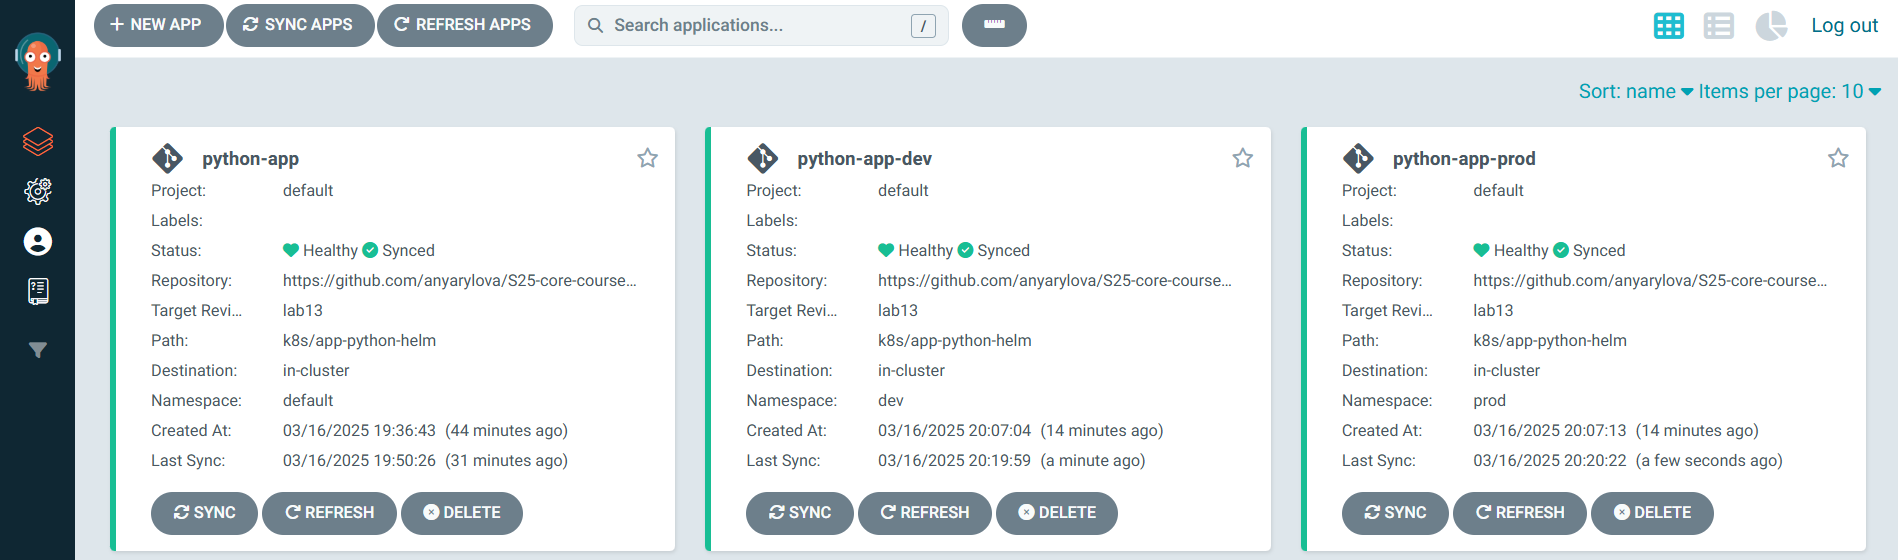 NEW APP SYNC APPS REFRESH APPS Search applications... / Log out
Sort: name Items per page: 10
python-app
Project: default
Labels:
Status: Healthy Synced
Repository: https://github.com/anyarylova/S25-core-course...
Target Revi... lab13
Path: k8s/app-python-helm
Destination: in-cluster
Namespace: default
Created At: 03/16/2025 19:36:43 (44 minutes ago)
Last Sync: 03/16/2025 19:50:26 (31 minutes ago)
SYNC REFRESH DELETE
python-app-dev
Project: default
Labels:
Status: Healthy Synced
Repository: https://github.com/anyarylova/S25-core-course...
Target Revi... lab13
Path: k8s/app-python-helm
Destination: in-cluster
Namespace: dev
Created At: 03/16/2025 20:07:04 (14 minutes ago)
Last Sync: 03/16/2025 20:19:59 (a minute ago)
SYNC REFRESH DELETE
python-app-prod
Project: default
Labels:
Status: Healthy Synced
Repository: https://github.com/anyarylova/S25-core-course...
Target Revi... lab13
Path: k8s/app-python-helm
Destination: in-cluster
Namespace: prod
Created At: 03/16/2025 20:07:13 (14 minutes ago)
Last Sync: 03/16/2025 20:20:22 (a few seconds ago)
SYNC REFRESH DELETE